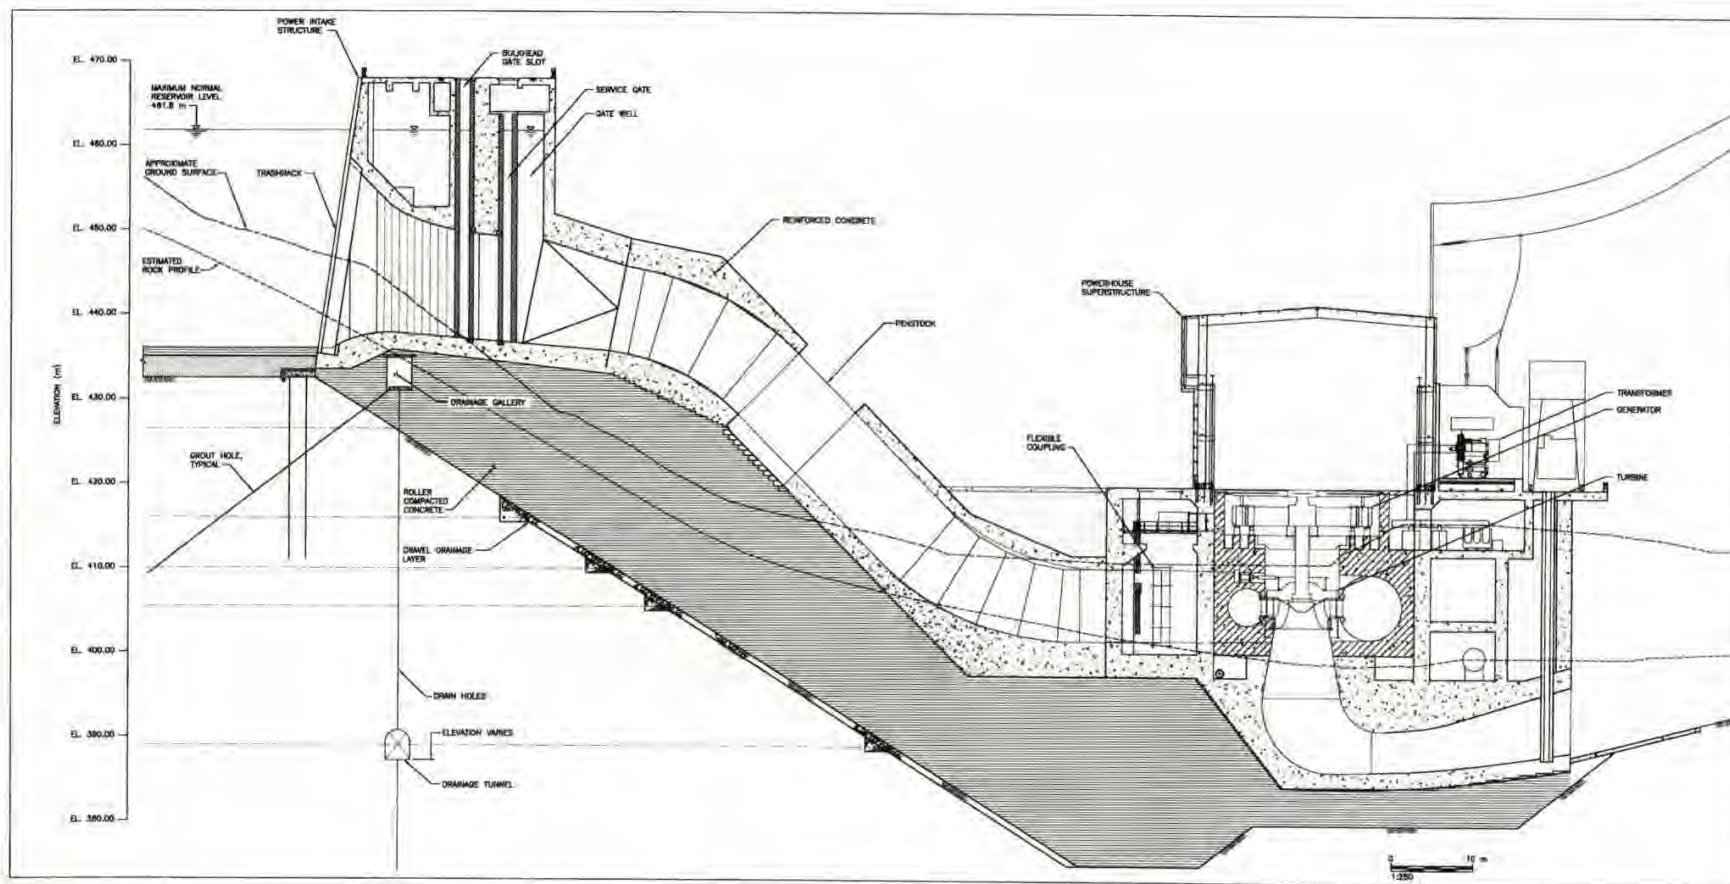 POWER INTAKE
STRUCTURE
BULKHEAD
GATE SLOT
SERVICE GATE
GATE WELL
EL. 470.00
MAXIMUM NORMAL
RESERVOIR LEVEL
461.8 m
EL. 460.00
APPROXIMATE
GROUND SURFACE
TRASHRACK
EL. 450.00
REINFORCED CONCRETE
ESTIMATED
ROCK PROFILE
POWERHOUSE
SUPERSTRUCTURE
EL. 440.00
PENSTOCK
ELEVATION (m)
EL. 430.00
DRAINAGE GALLERY
TRANSFORMER
GENERATOR
FLEXIBLE
COUPLING
GROUT HOLE,
TYPICAL
EL. 420.00
TURBINE
ROLLER
COMPACTED
CONCRETE
GRAVEL DRAINAGE
LAYER
EL. 410.00
EL. 400.00
DRAIN HOLES
EL. 390.00
ELEVATION VARIES
DRAINAGE TUNNEL
EL. 380.00
0 10 m
1:250